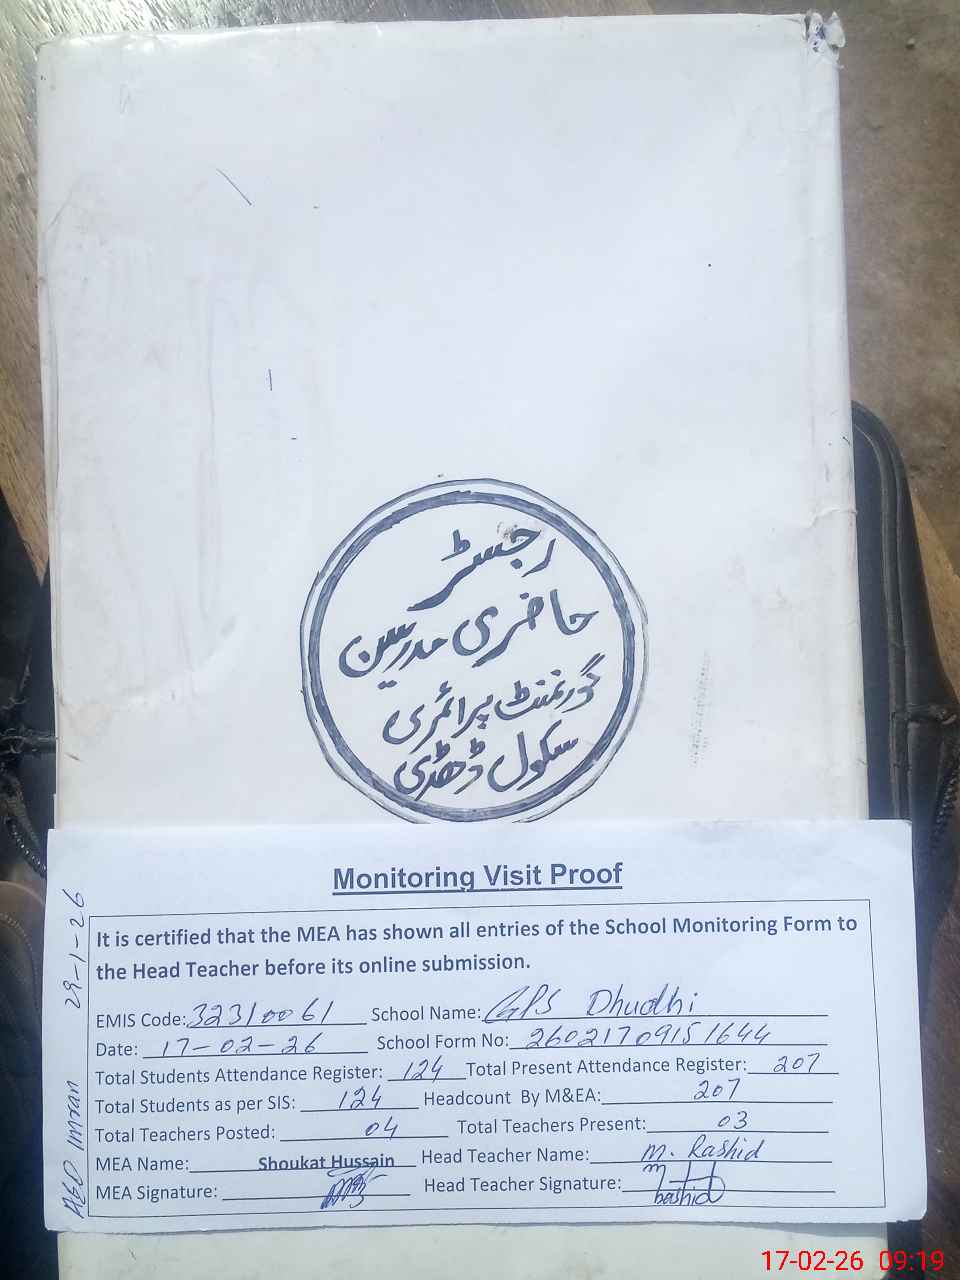 رجسٹر
حاضری مدرسین
گورنمنٹ پرائمری
سکول ڈھڈی
Monitoring Visit Proof
It is certified that the MEA has shown all entries of the School Monitoring Form to
the Head Teacher before its online submission.
EMIS Code: 32310061 School Name: GPS Dhudhi
Date: 17-02-26 School Form No: 26021709151644
Total Students Attendance Register: 124 Total Present Attendance Register: 207
Total Students as per SIS: 124 Headcount By M&EA: 207
Total Teachers Posted: 04 Total Teachers Present: 03
MEA Name: Shoukat Hussain Head Teacher Name: M. Rashid
MEA Signature: Head Teacher Signature: M Rashid
AEO Imran 29-1-26
17-02-26 09:19